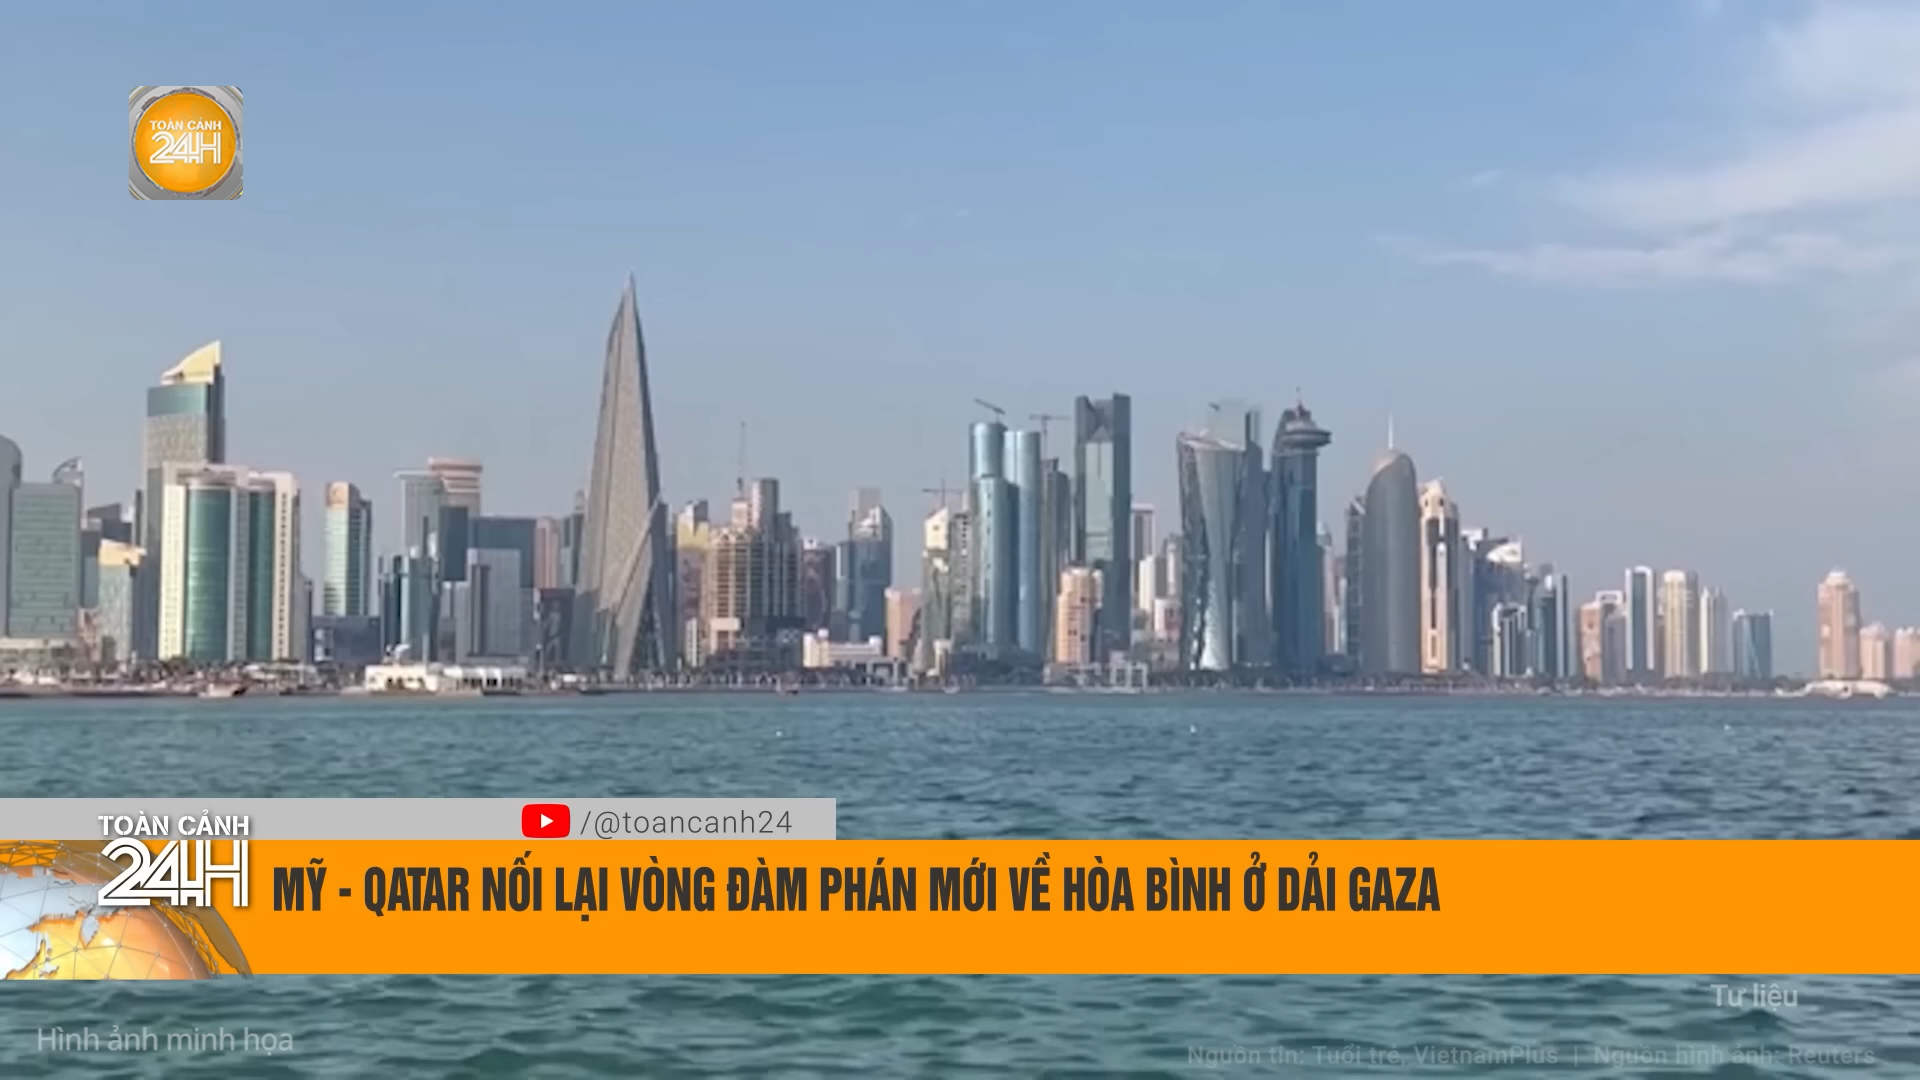 TOÀN CẢNH
24H
/@toancanh24
TOÀN CẢNH
24H
MỸ - QATAR NỐI LẠI VÒNG ĐÀM PHÁN MỚI VỀ HÒA BÌNH Ở DẢI GAZA
Tư liệu
Hình ảnh minh họa
Nguồn tin: Tuổi trẻ, VietnamPlus | Nguồn hình ảnh: Reuters